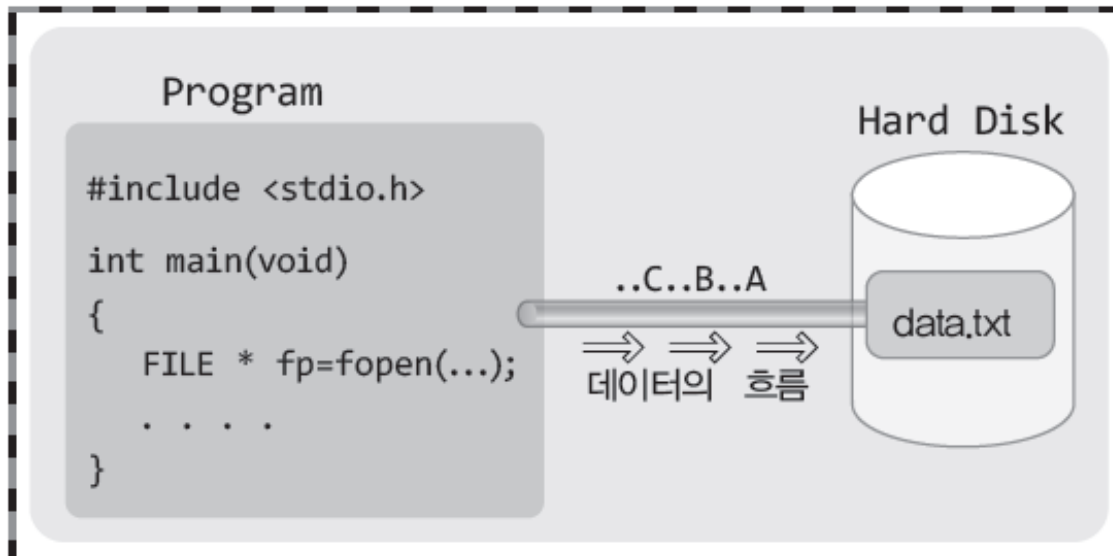 Program
#include <stdio.h>
int main(void)
{
FILE * fp=fopen(...);
. . . .
}
..C..B..A
데이터의 흐름
Hard Disk
data.txt